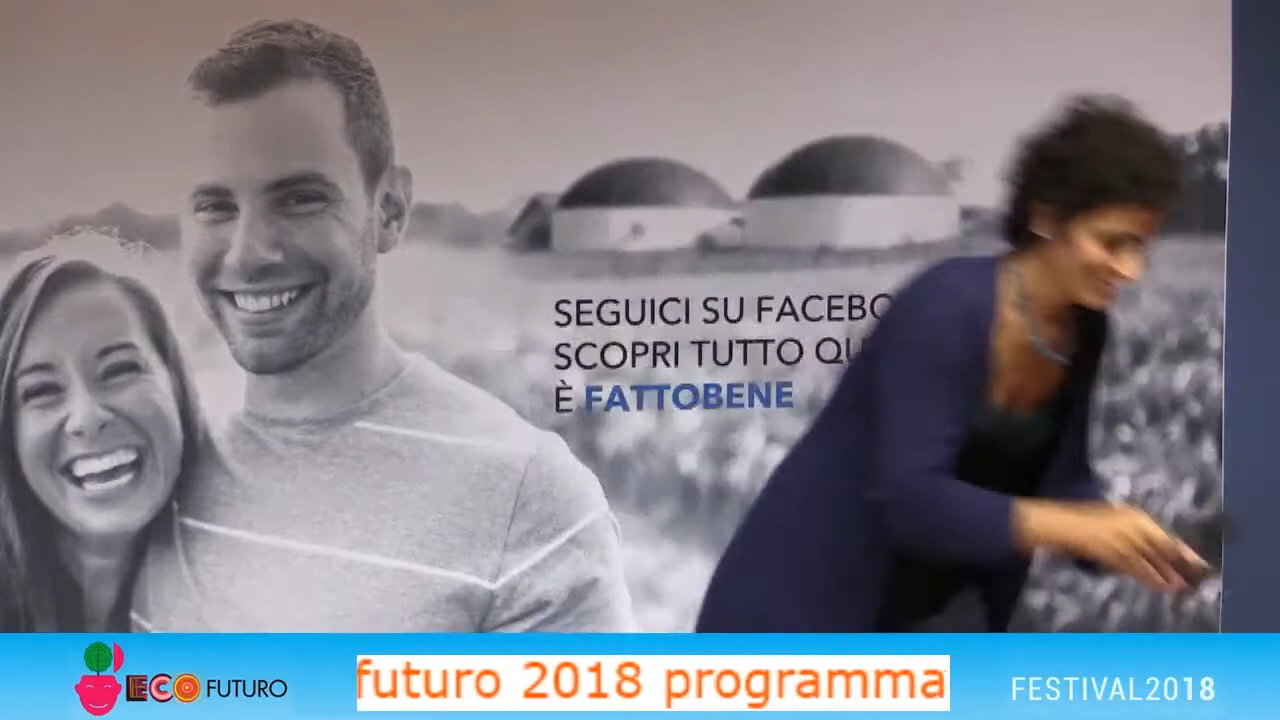 SEGUICI SU FACEBO
SCOPRI TUTTO QU
È FATTOBENE
ECO FUTURO
futuro 2018 programma
FESTIVAL2018